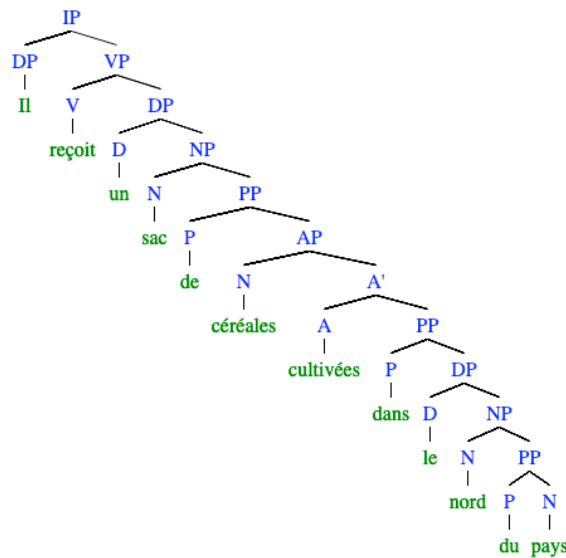 IP
DP VP
Il V DP
reçoit D NP
un N PP
sac P AP
de N A'
céréales A PP
cultivées P DP
dans D NP
le N PP
nord P N
du pays